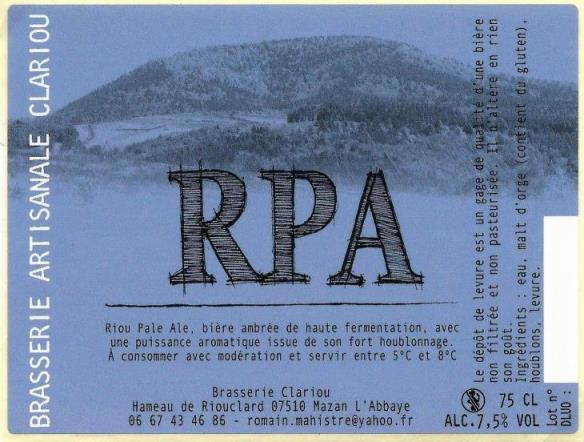 BRASSERIE ARTISANALE CLARIOU
RPA
Riou Pale Ale, bière ambrée de haute fermentation, avec
une puissance aromatique issue de son fort houblonnage.
À consommer avec modération et servir entre 5°C et 8°C
Brasserie Clariou
Hameau de Riouclard 07510 Mazan L'Abbaye
06 67 43 46 86 - romain.mahistre@yahoo.fr
Le dépôt de levure est un gage de qualité d'une bière
non filtrée et non pasteurisée. Il n'altère en rien
son goût.
Ingrédients : eau, malt d'orge (contient du gluten),
houblons, levure.
75 CL
ALC.7,5% VOL
Lot n°
DLUO :